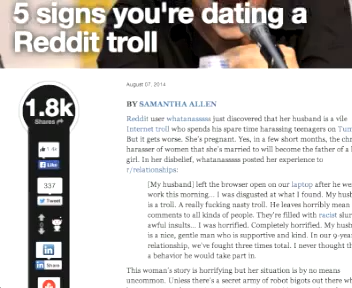 5 signs you're dating a
Reddit troll
August 07, 2014
1.8k
Shares
BY SAMANTHA ALLEN
Reddit user whatanasssss just discovered that her husband is a vile
Internet troll who spends his spare time harassing teenagers on
But it gets worse. She's pregnant. Yes, in a few short months, the
harasser of women that she's married to will become the father of a
girl. In her disbelief, whatanasssss posted her experience to
r/relationships:
Like
337
Tweet
[My husband] left the browser open on our laptop after he
work this morning... I was disgusted at what I found. My
is a troll. A really fucking nasty troll. He leaves horribly mean
comments to all kinds of people. They're filled with racist
awful insults... I was horrified. Completely horrified. My
is a nice, gentle man who is supportive and kind. In our
relationship, we've fought three times total. I never thought
a behavior he would take part in.
in
Share
This woman's story is horrifying but her situation is by no means
uncommon. Unless there's a secret army of robot bigots out there